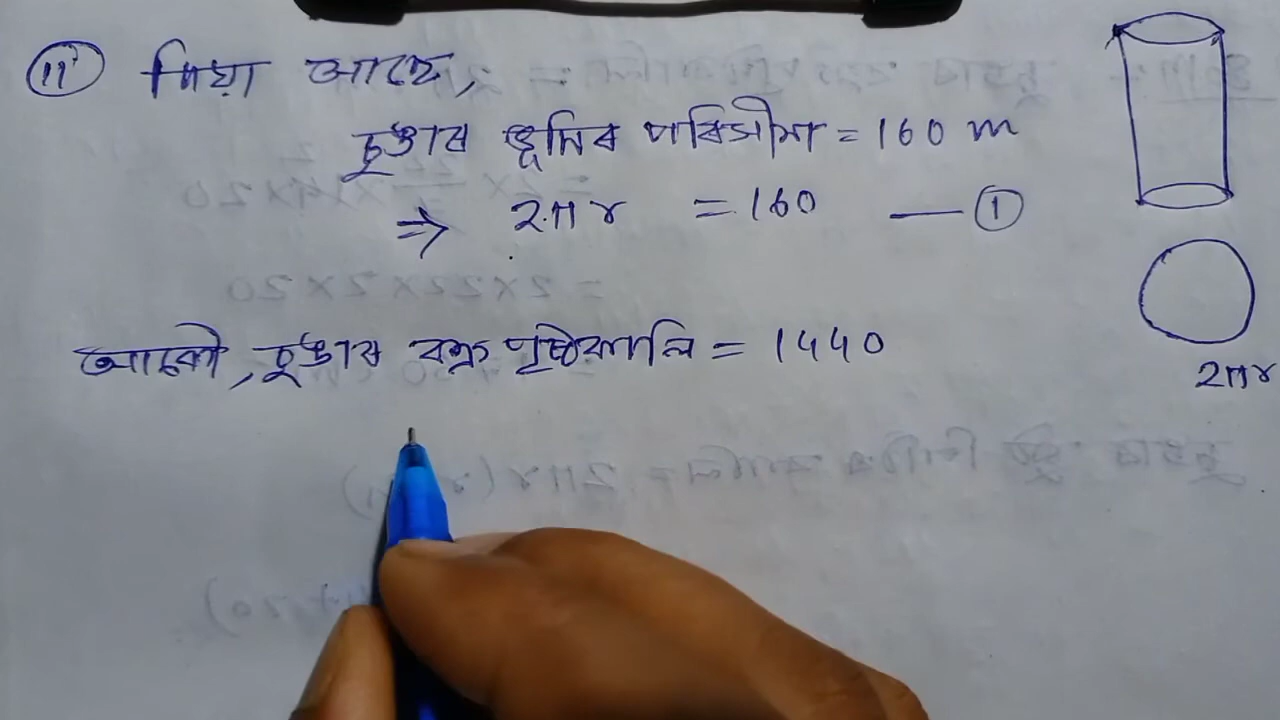 (11) দিয়া আছে,
চুঙাৰ ভূমিৰ পৰিসীমা = 160 m
⇒ 2πr = 160 — (1)
আকৌ, চুঙাৰ বক্ৰ পৃষ্ঠকালি = 1440
2πr